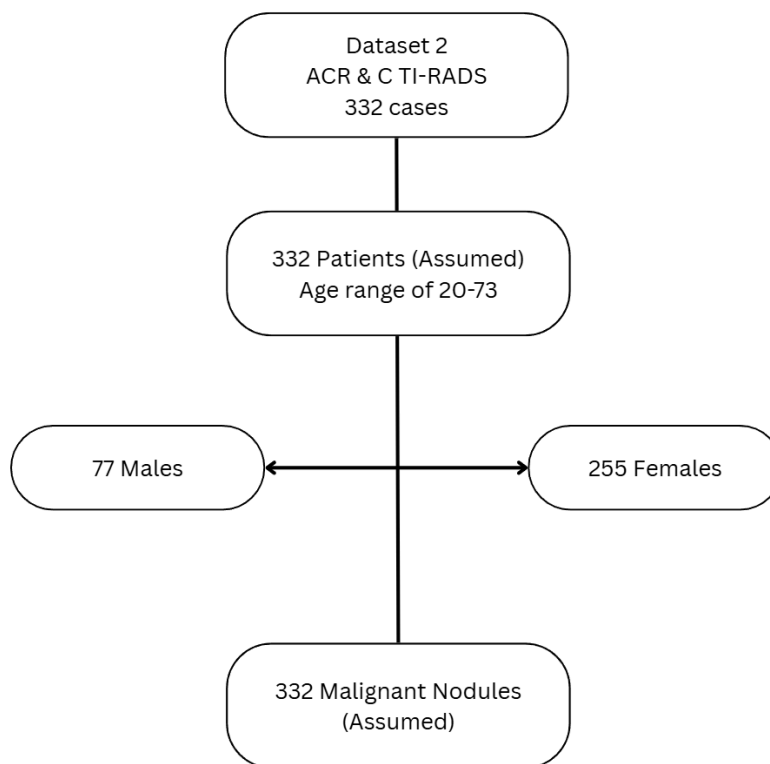 Dataset 2
ACR & C TI-RADS
332 cases
332 Patients (Assumed)
Age range of 20-73
77 Males
255 Females
332 Malignant Nodules
(Assumed)